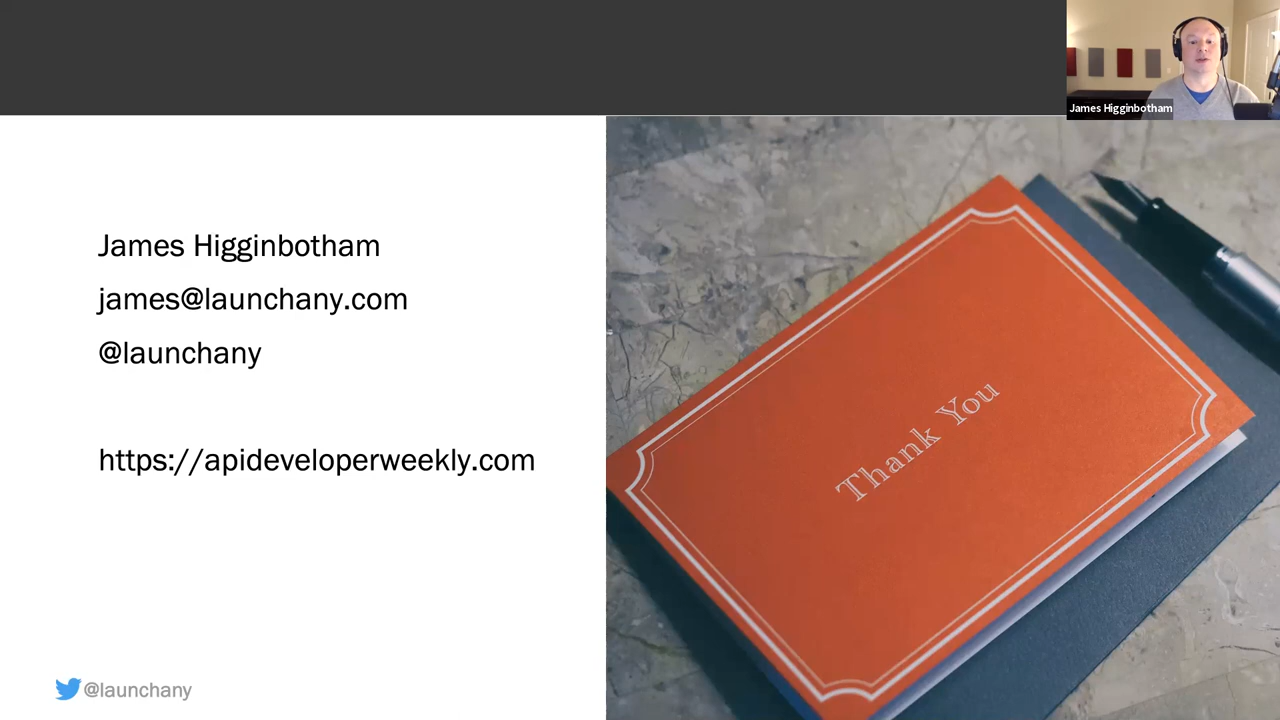 James Higginbotham
James Higginbotham
james@launchany.com
@launchany
https://apideveloperweekly.com
Thank You
@launchany